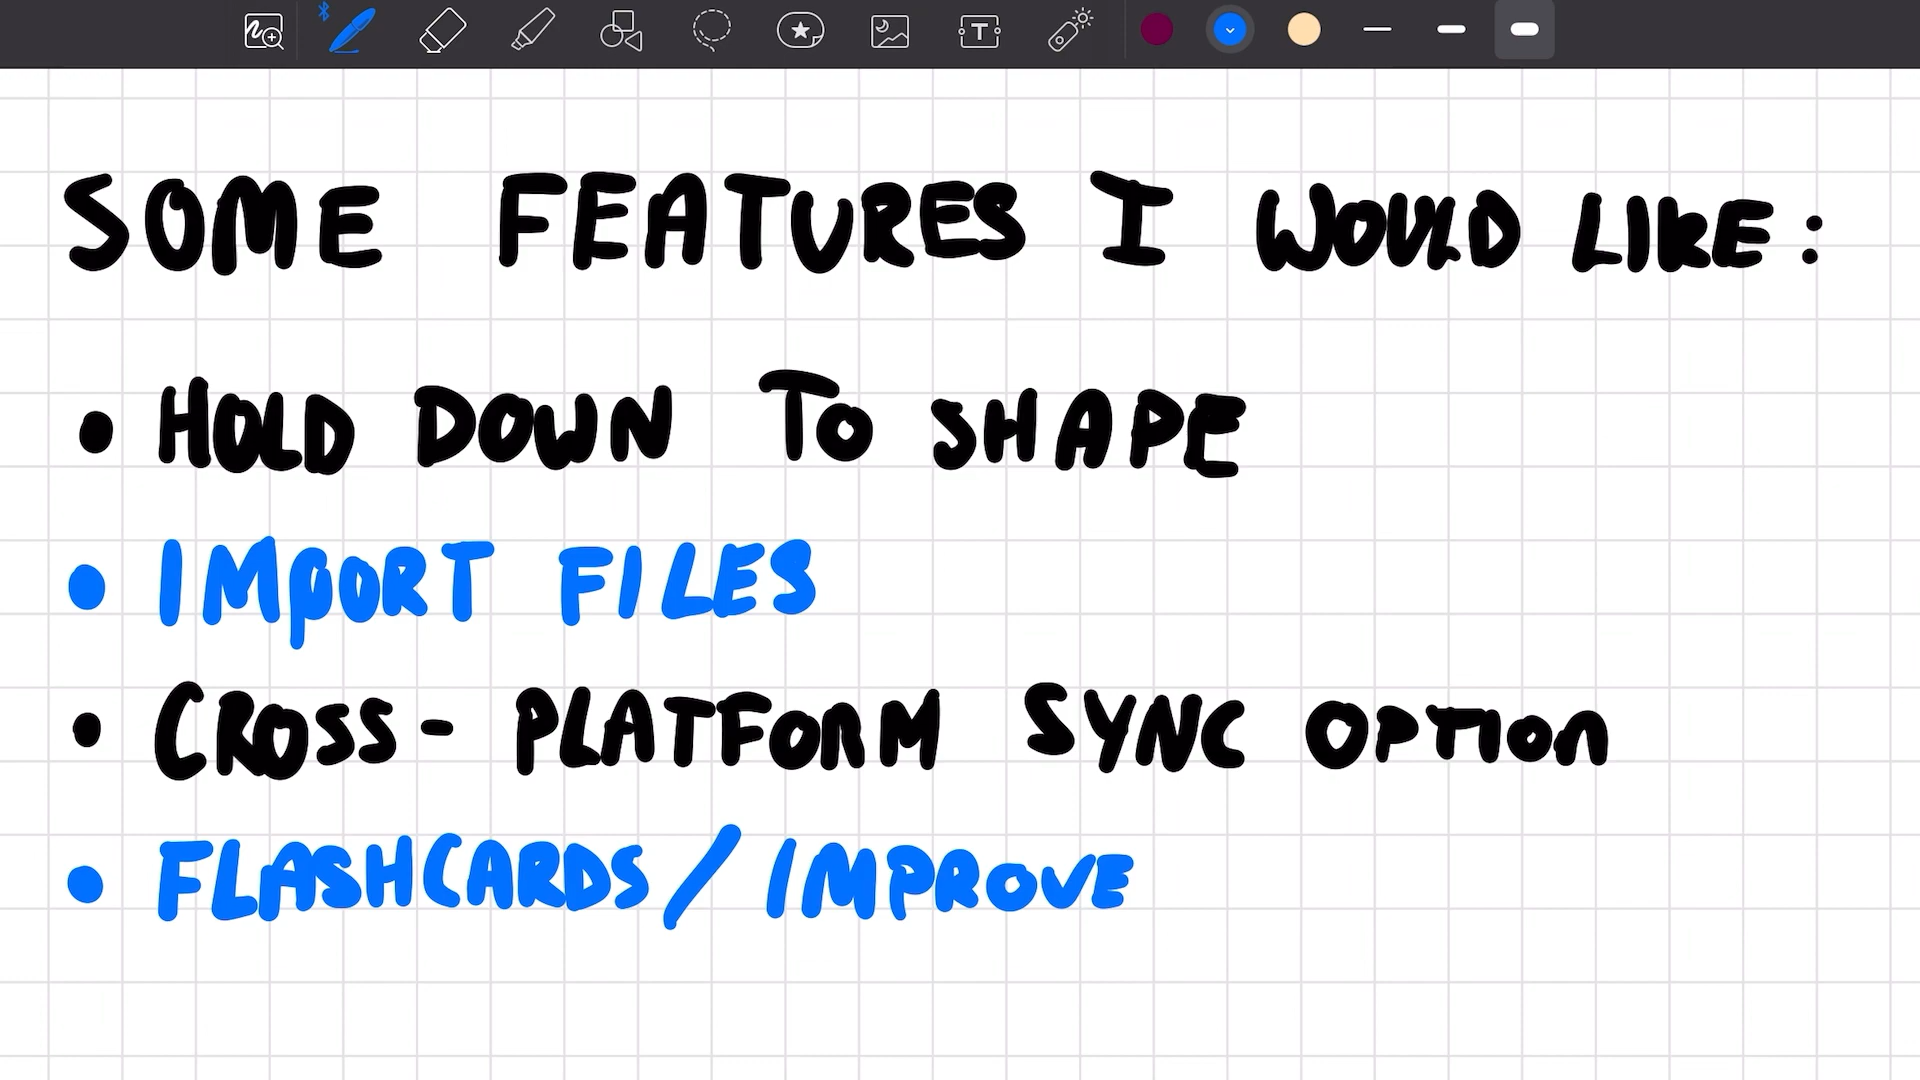 SOME FEATURES I WOULD LIKE:
• HOLD DOWN TO SHAPE
• IMPORT FILES
• CROSS-PLATFORM SYNC OPTION
• FLASHCARDS/IMPROVE